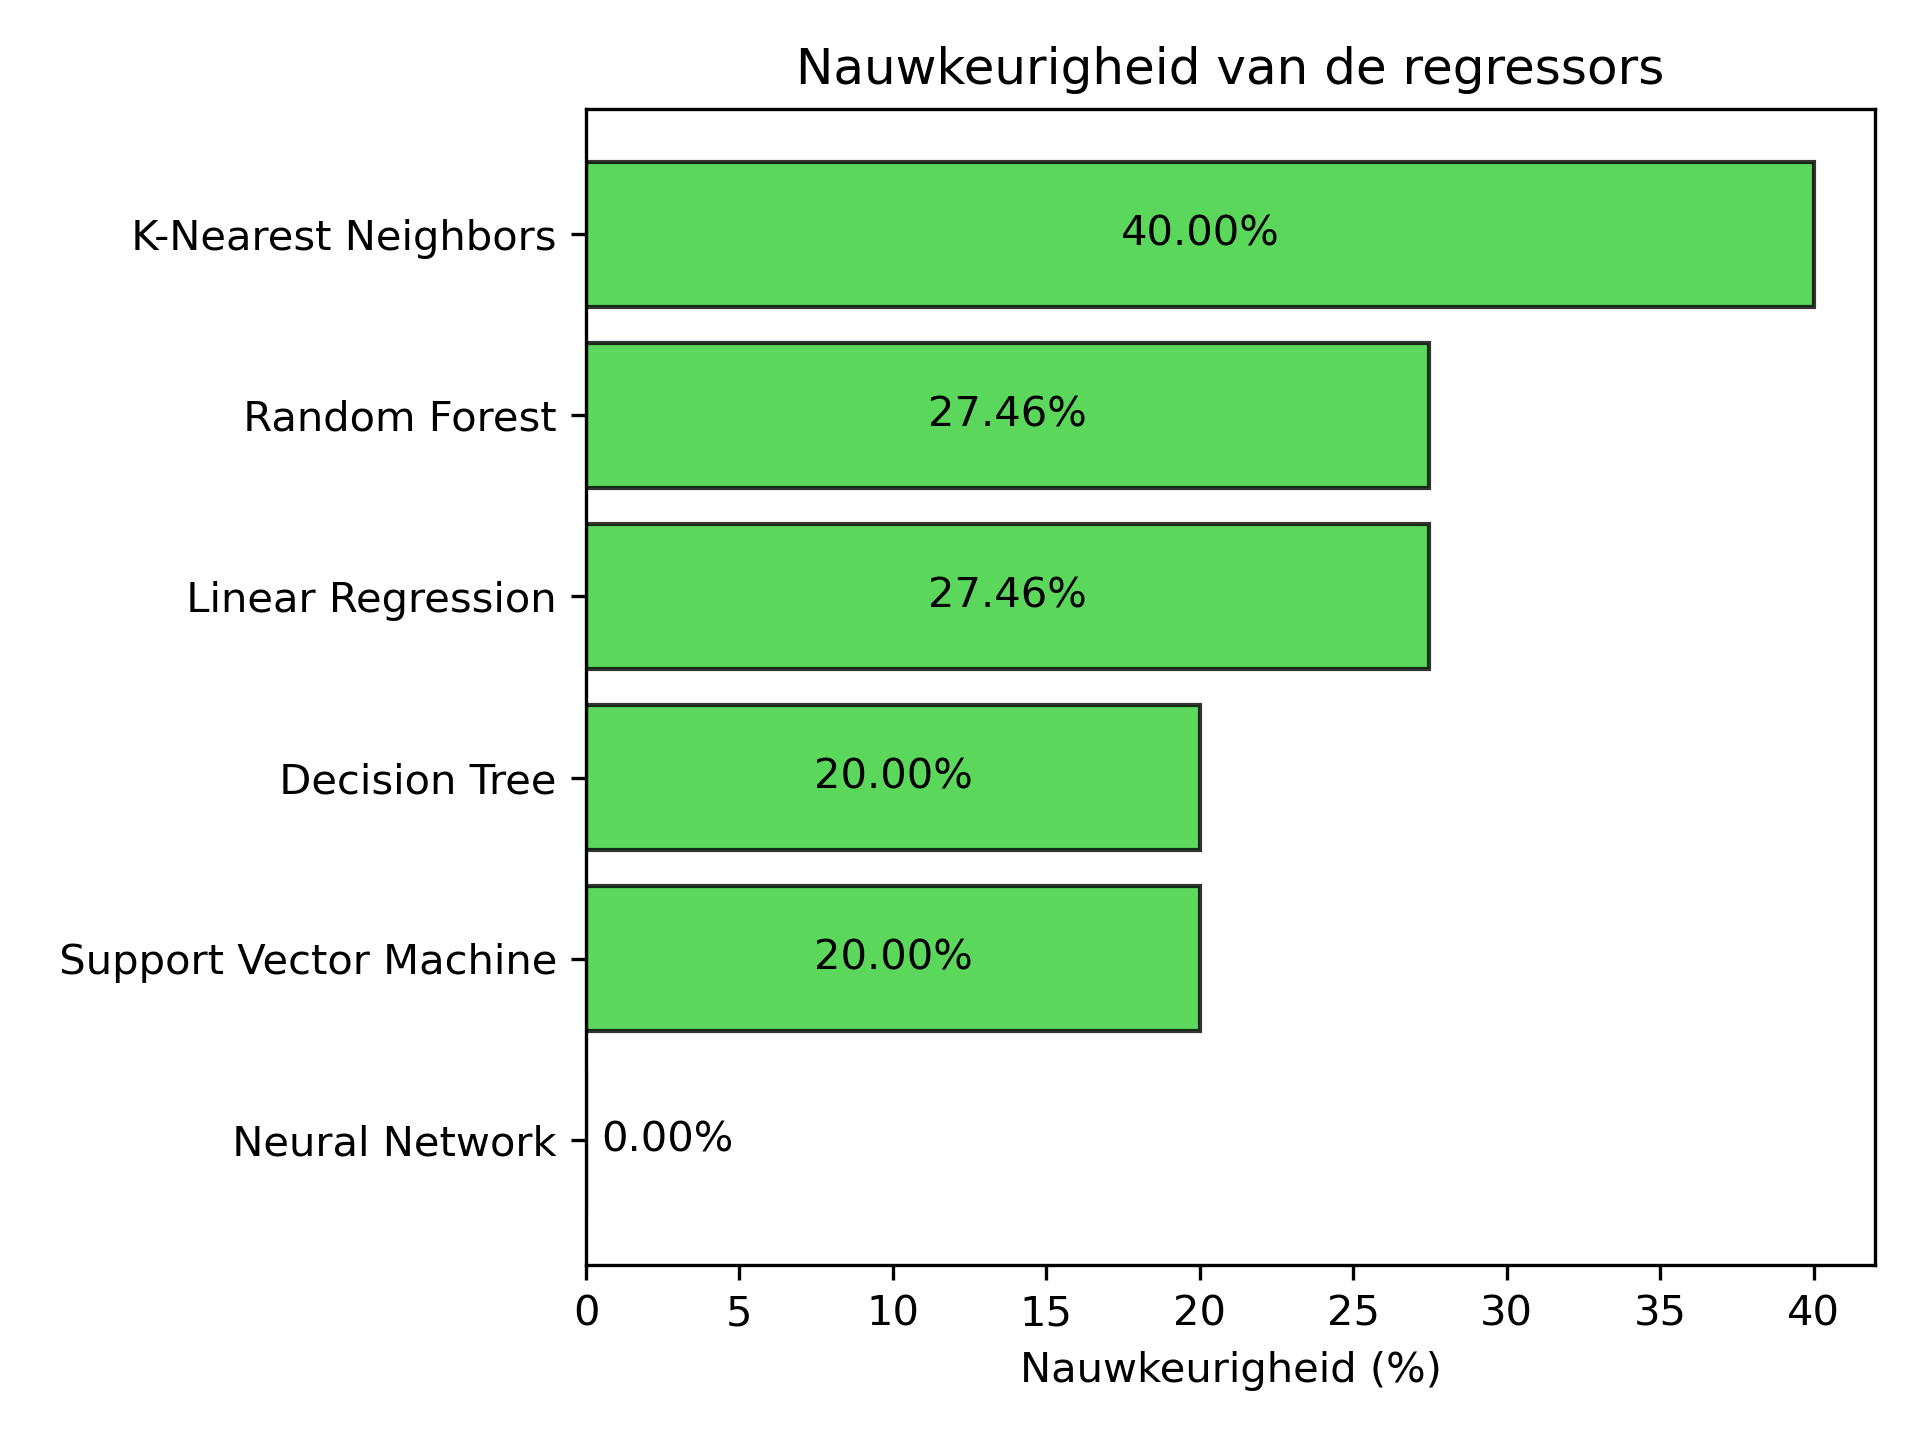 Nauwkeurigheid van de regressors
K-Nearest Neighbors
40.00%
Random Forest
27.46%
Linear Regression
27.46%
Decision Tree
20.00%
Support Vector Machine
20.00%
Neural Network
0.00%
0 5 10 15 20 25 30 35 40
Nauwkeurigheid (%)